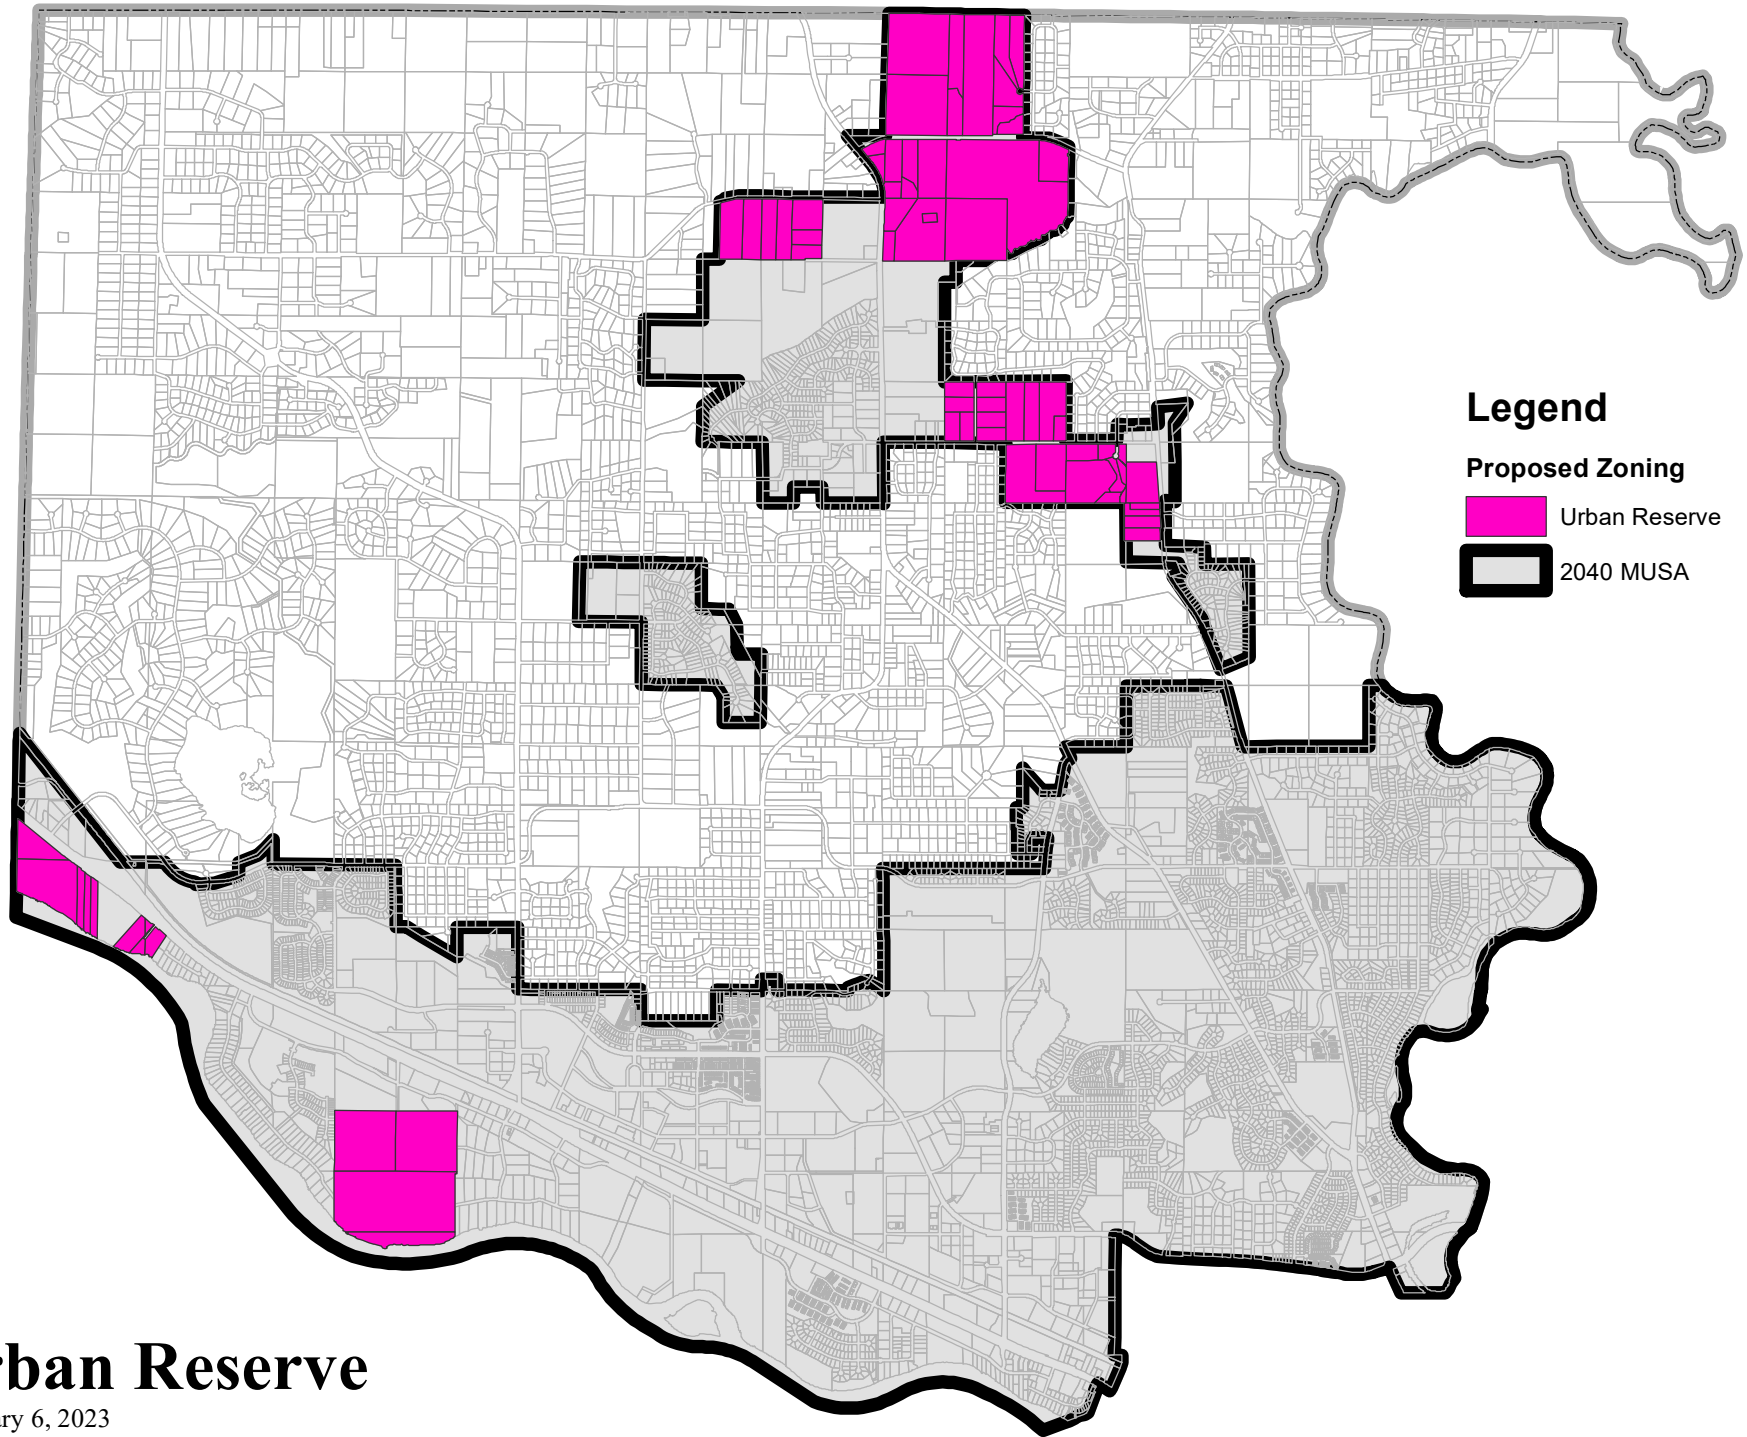 Legend
Proposed Zoning
Urban Reserve
2040 MUSA
rban Reserve
ry 6, 2023